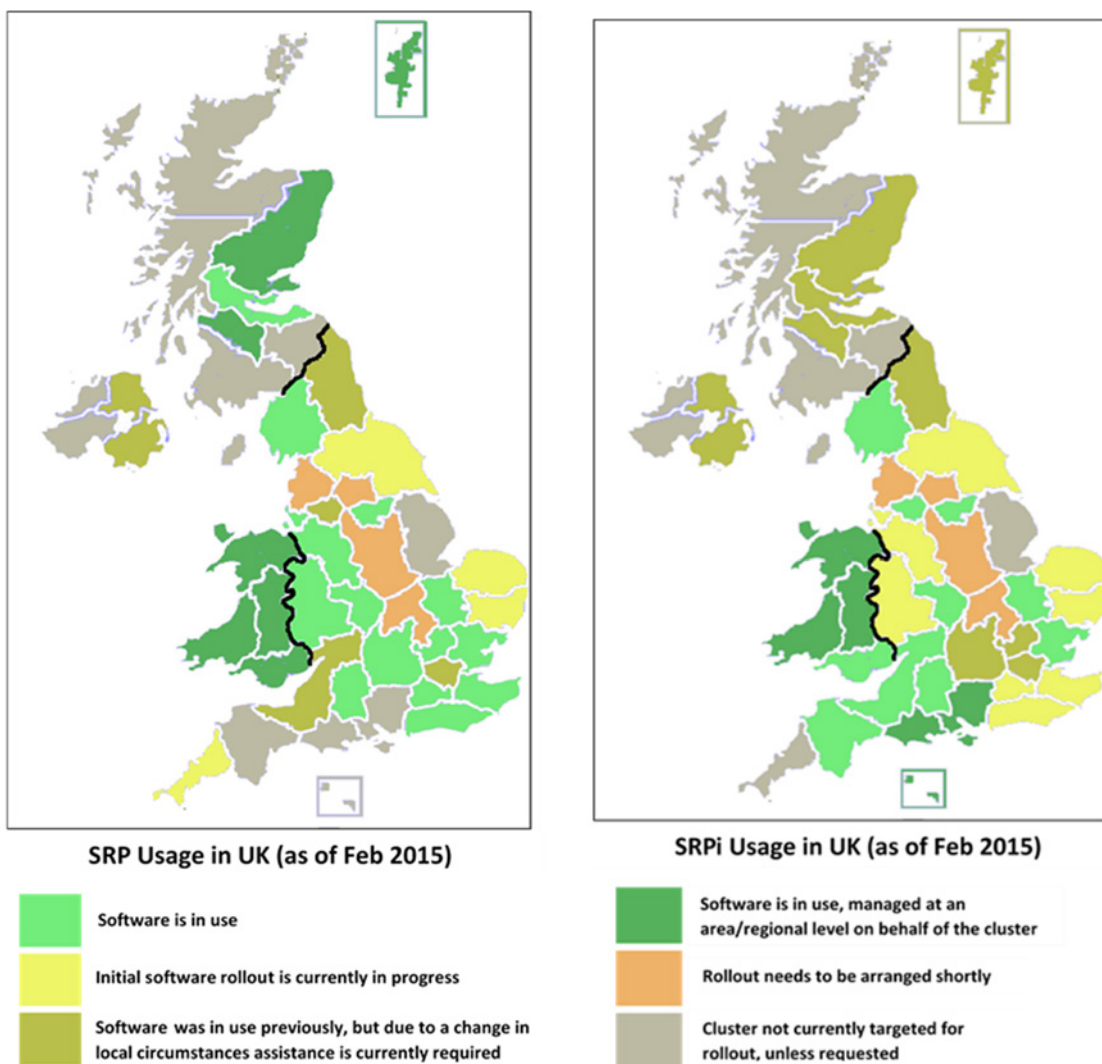 SRP Usage in UK (as of Feb 2015)
SRPi Usage in UK (as of Feb 2015)
Software is in use
Initial software rollout is currently in progress
Software was in use previously, but due to a change in
local circumstances assistance is currently required
Software is in use, managed at an
area/regional level on behalf of the cluster
Rollout needs to be arranged shortly
Cluster not currently targeted for
rollout, unless requested